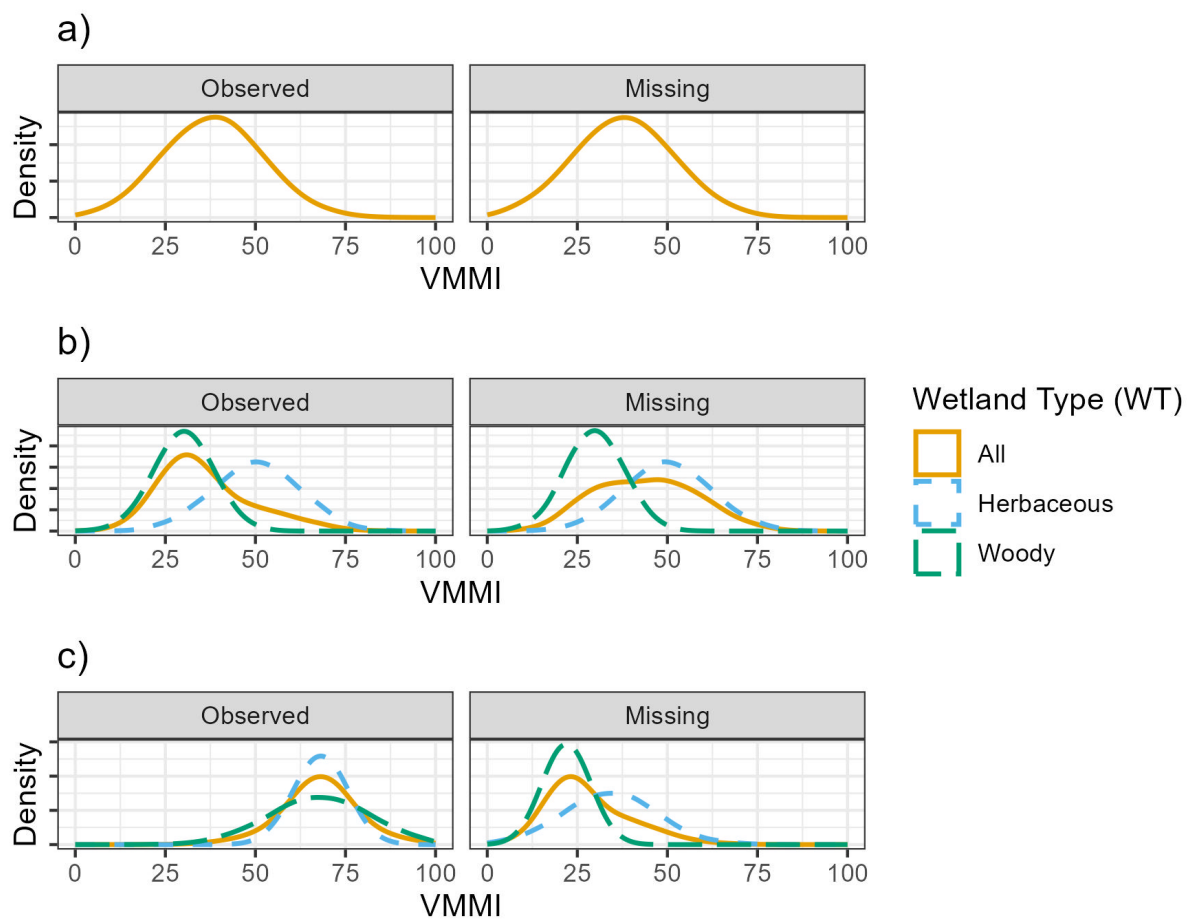 a)
Observed
Missing
Density
0 25 50 75 100
0 25 50 75 100
VMMI
b)
Observed
Missing
Density
0 25 50 75 100
0 25 50 75 100
VMMI
Wetland Type (WT)
All
Herbaceous
Woody
c)
Observed
Missing
Density
0 25 50 75 100
0 25 50 75 100
VMMI